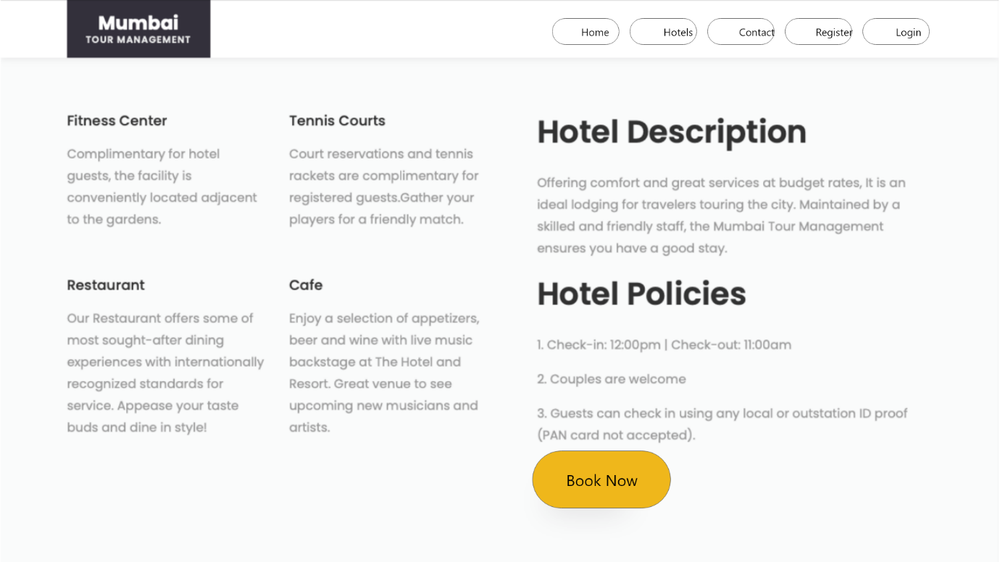 Mumbai
TOUR MANAGEMENT
Home
Hotels
Contact
Register
Login
Fitness Center
Complimentary for hotel
guests, the facility is
conveniently located adjacent
to the gardens.
Tennis Courts
Court reservations and tennis
rackets are complimentary for
registered guests.Gather your
players for a friendly match.
Restaurant
Our Restaurant offers some of
most sought-after dining
experiences with internationally
recognized standards for
service. Appease your taste
buds and dine in style!
Cafe
Enjoy a selection of appetizers,
beer and wine with live music
backstage at The Hotel and
Resort. Great venue to see
upcoming new musicians and
artists.
Hotel Description
Offering comfort and great services at budget rates, It is an
ideal lodging for travelers touring the city. Maintained by a
skilled and friendly staff, the Mumbai Tour Management
ensures you have a good stay.
Hotel Policies
1. Check-in: 12:00pm | Check-out: 11:00am
2. Couples are welcome
3. Guests can check in using any local or outstation ID proof
(PAN card not accepted).
Book Now